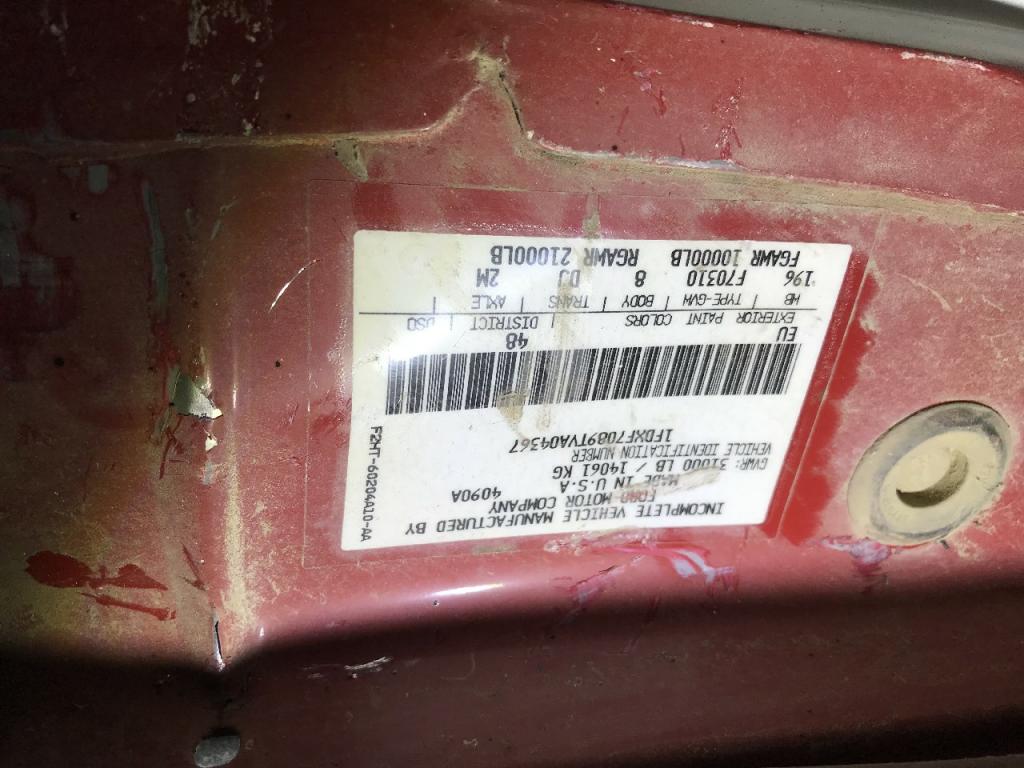 INCOMPLETE VEHICLE MANUFACTURED BY
FORD MOTOR COMPANY
MADE IN U.S.A 4090A
GVWR: 31000 LB / 14061 KG
VEHICLE IDENTIFICATION NUMBER
1FDXF7089TVA04367
EU 48
EXTERIOR PAINT COLORS | DISTRICT | DSO
WB | TYPE-GVW | BODY | TRANS | AXLE |
196 F70310 8 DJ 2M
FGAWR 10000LB RGAWR 21000LB
F2HT-60204A10-AA